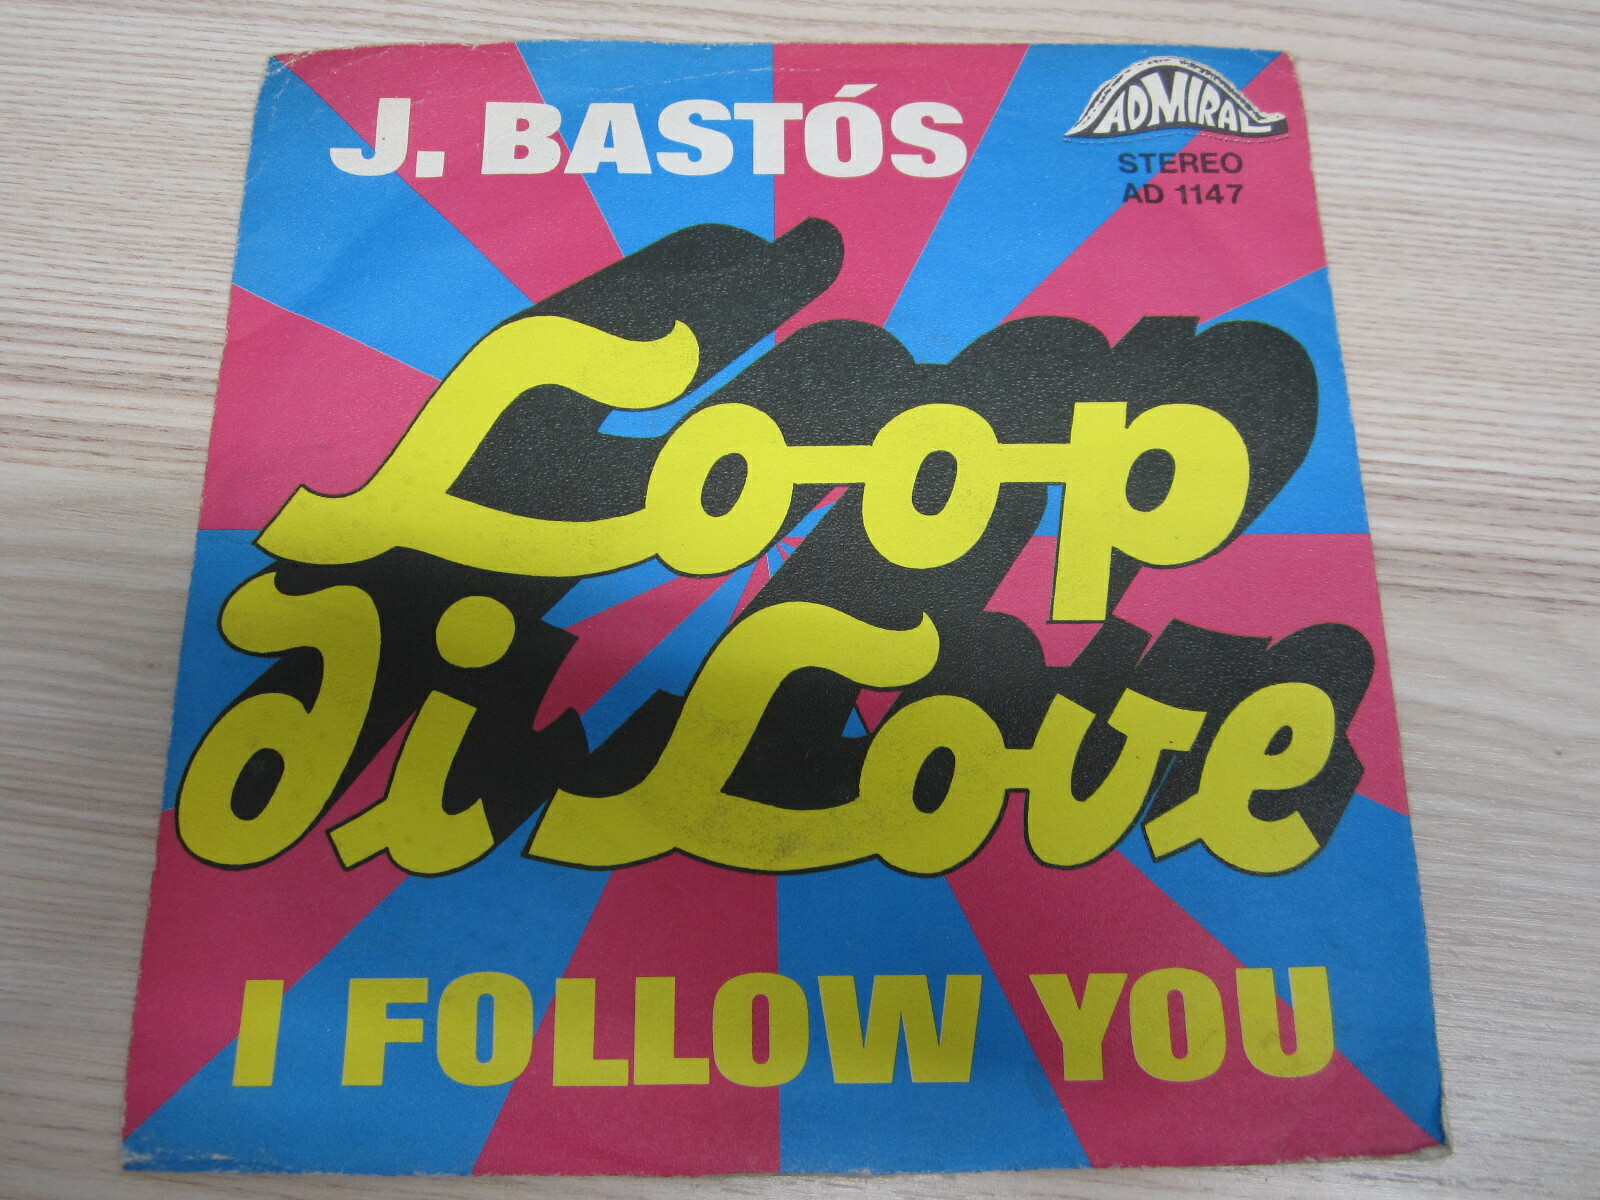 J. BASTÓS
ADMIRAL
STEREO
AD 1147
Loop
di Love
I FOLLOW YOU